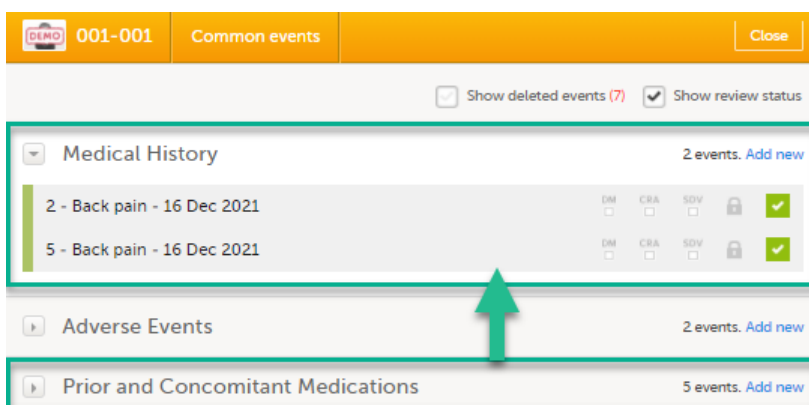 DEMO 001-001 Common events Close
Show deleted events (7) Show review status
Medical History 2 events. Add new
2 - Back pain - 16 Dec 2021 DM CRA SDV
5 - Back pain - 16 Dec 2021 DM CRA SDV
Adverse Events 2 events. Add new
Prior and Concomitant Medications 5 events. Add new